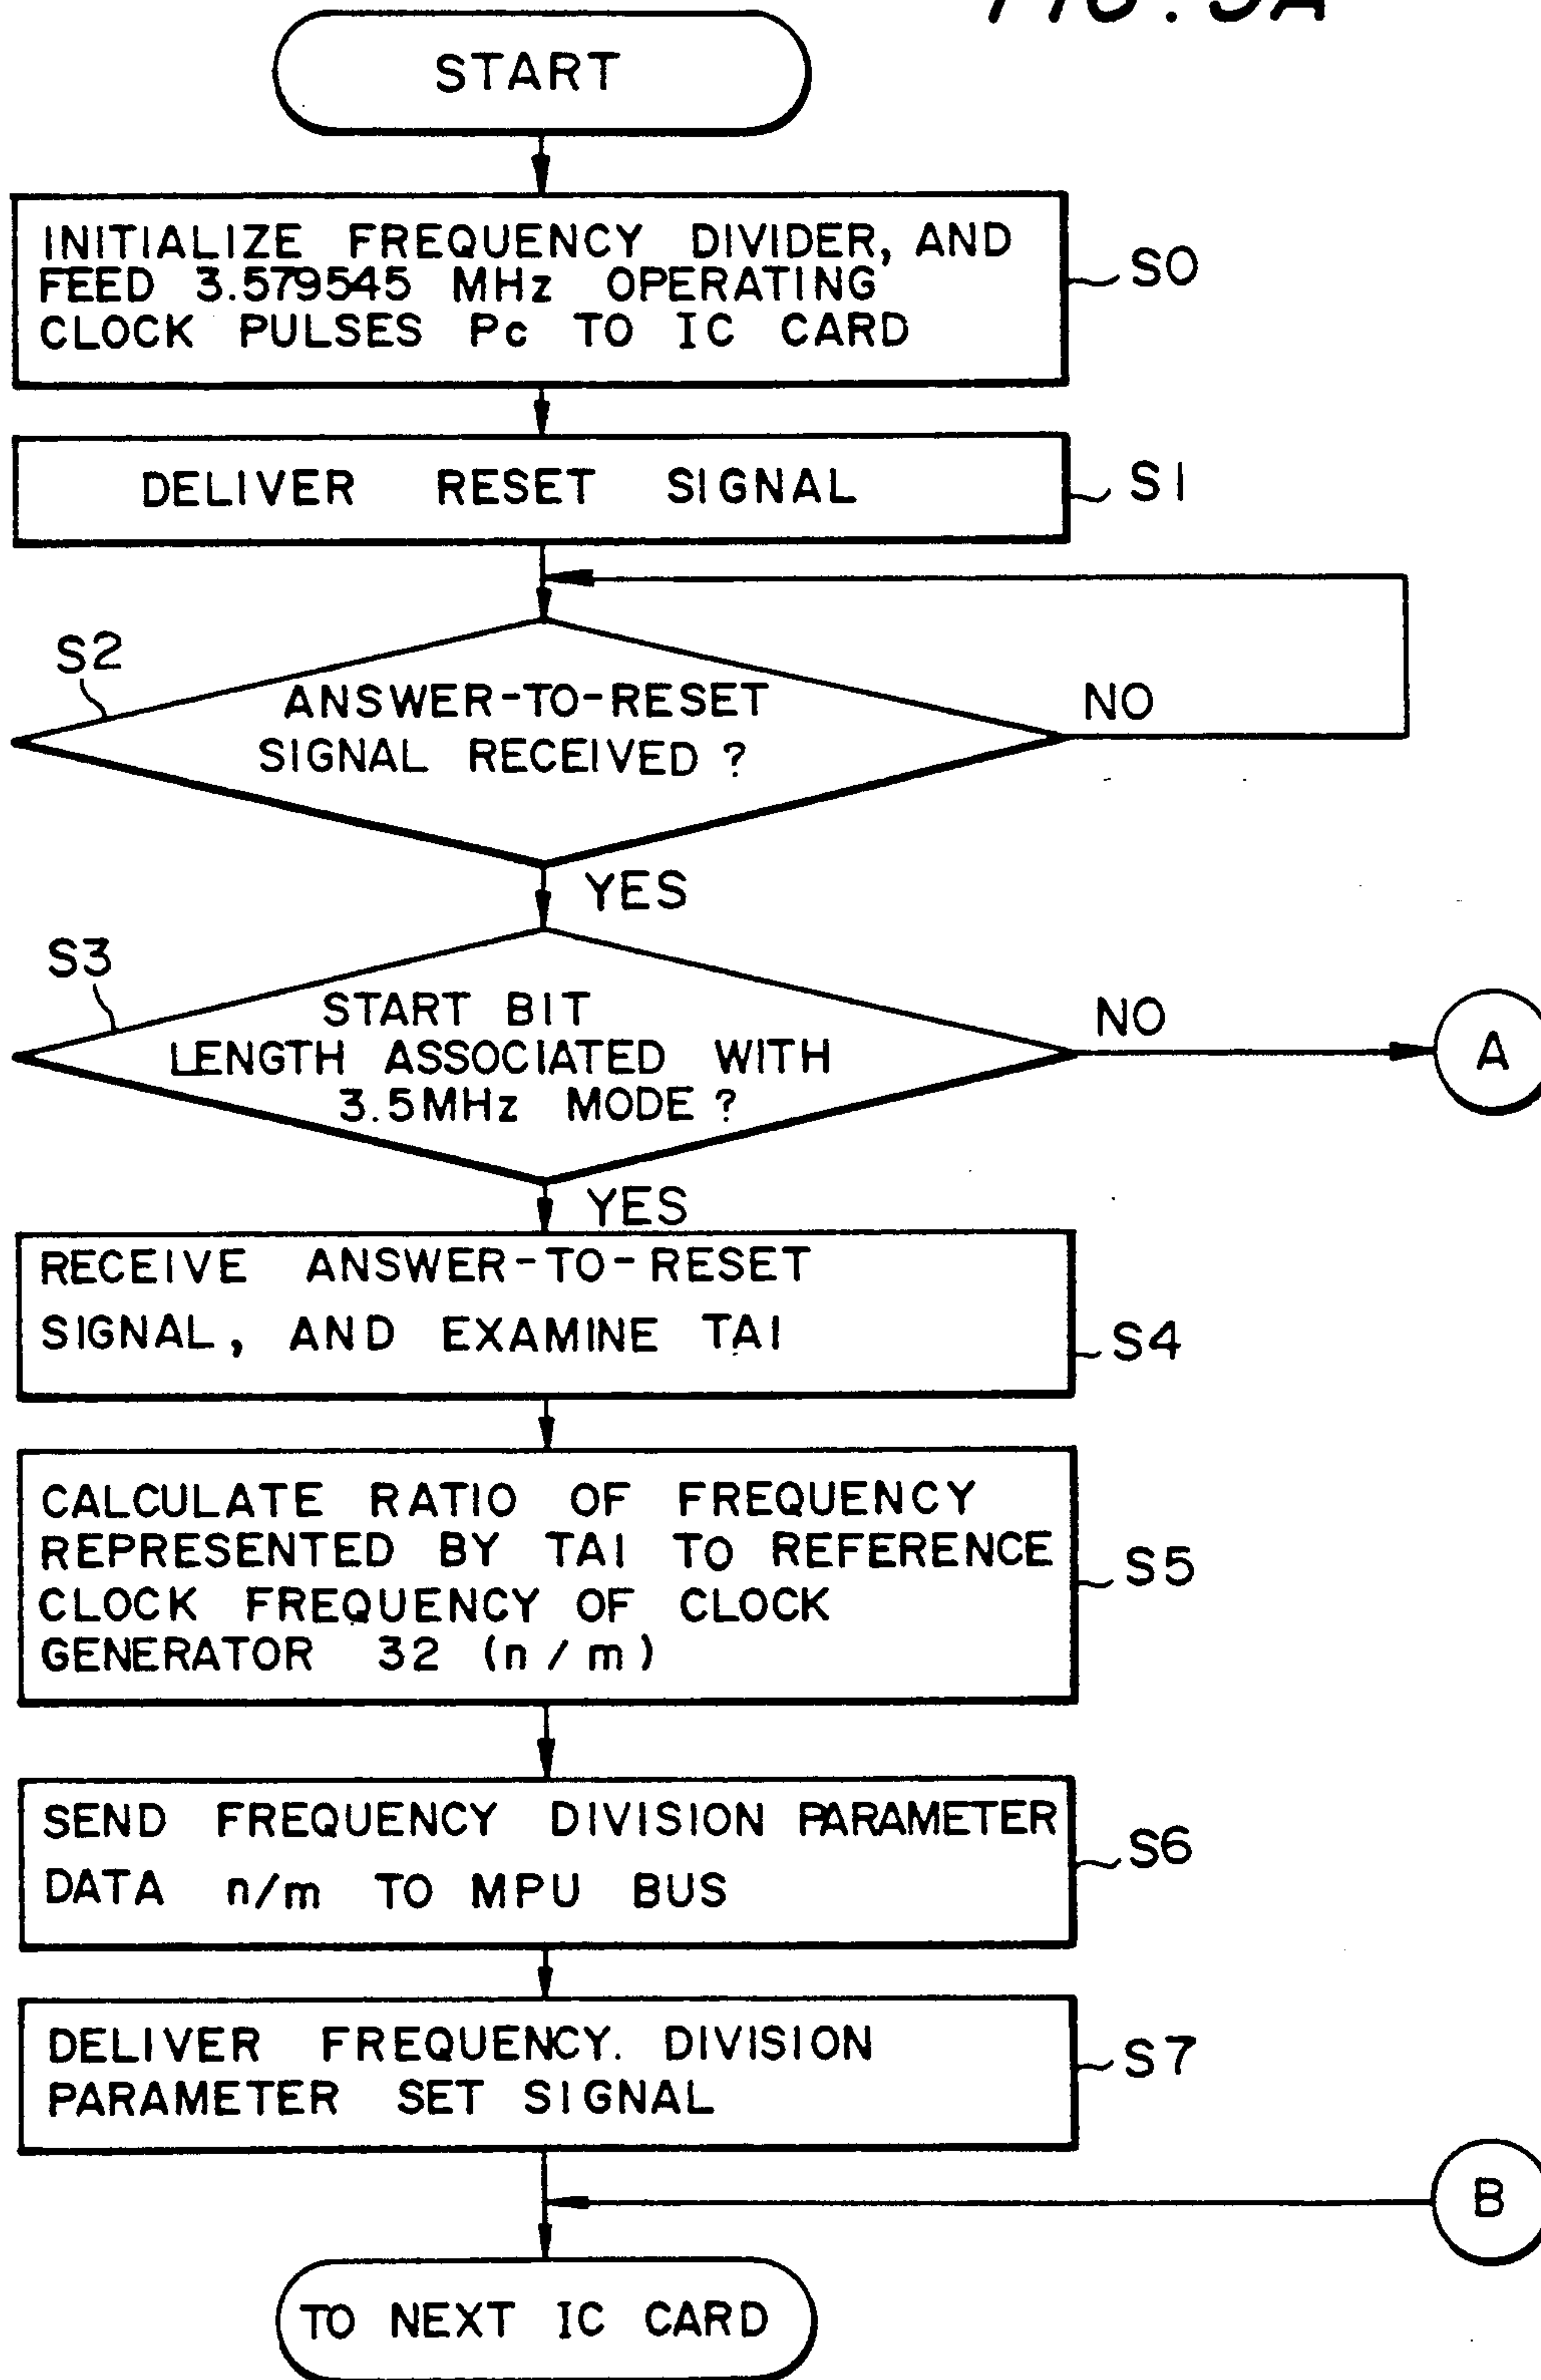 FIG.
START
INITIALIZE FREQUENCY DIVIDER, AND
FEED 3.579545 MHz OPERATING
CLOCK PULSES Pc TO IC CARD
S0
DELIVER RESET SIGNAL
S1
S2
ANSWER-TO-RESET
SIGNAL RECEIVED ?
NO
YES
S3
START BIT
LENGTH ASSOCIATED WITH
3.5MHz MODE ?
NO
A
YES
RECEIVE ANSWER-TO-RESET
SIGNAL, AND EXAMINE TA1
S4
CALCULATE RATIO OF FREQUENCY
REPRESENTED BY TA1 TO REFERENCE
CLOCK FREQUENCY OF CLOCK
GENERATOR 32 (n/m)
S5
SEND FREQUENCY DIVISION PARAMETER
DATA n/m TO MPU BUS
S6
DELIVER FREQUENCY. DIVISION
PARAMETER SET SIGNAL
S7
B
TO NEXT IC CARD